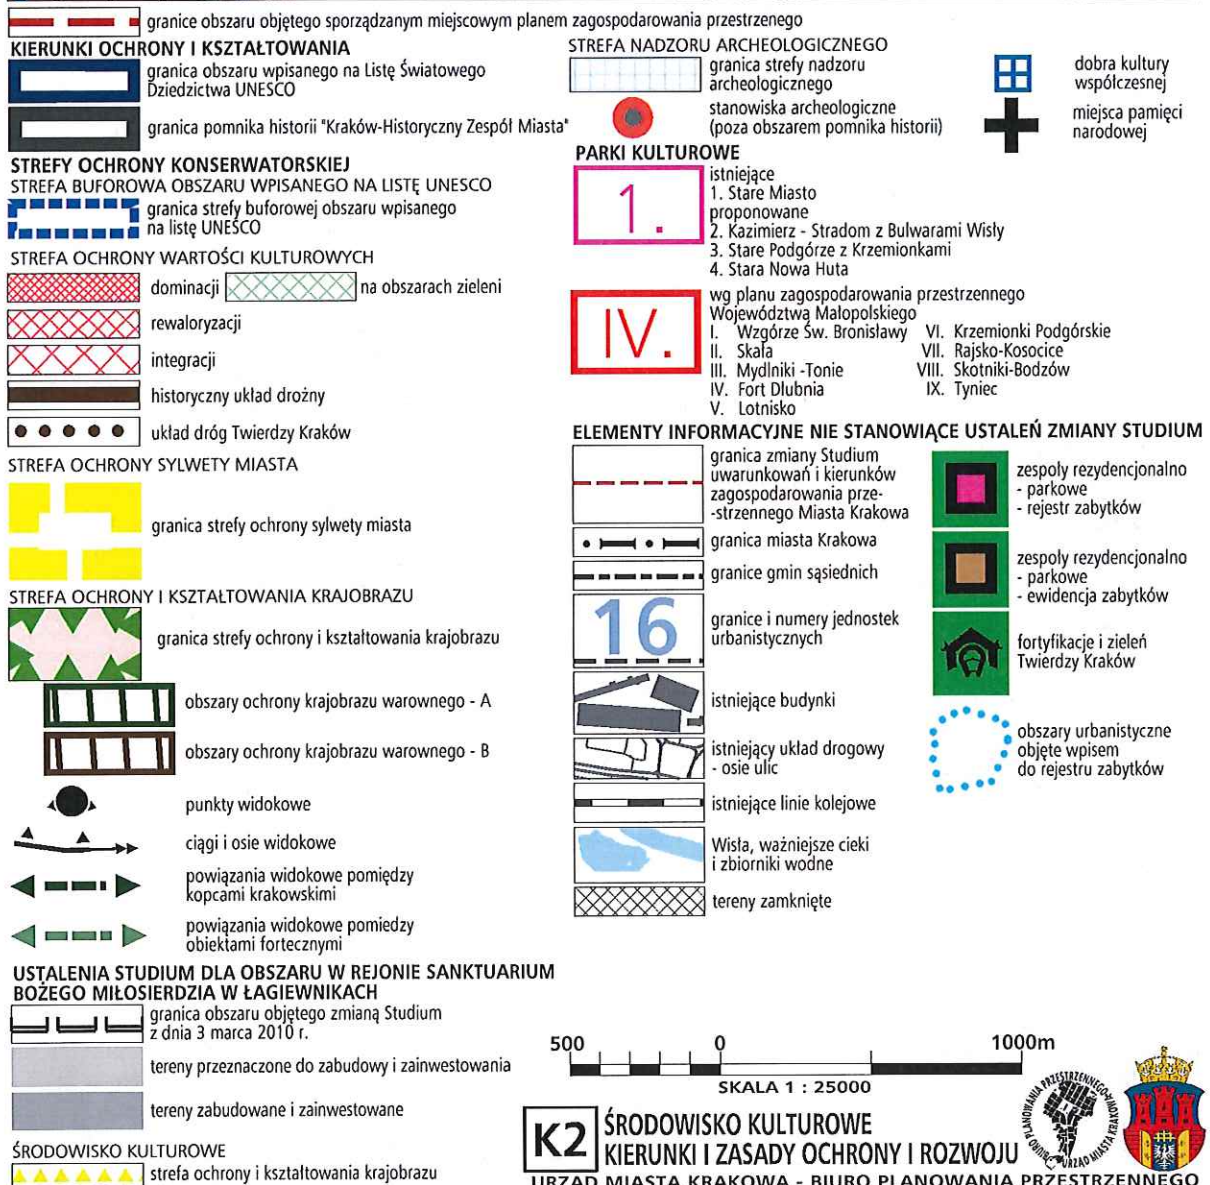 granice obszaru objętego sporządzanym miejscowym planem zagospodarowania przestrzenego
KIERUNKI OCHRONY I KSZTAŁTOWANIA
granica obszaru wpisanego na Listę Światowego
Dziedzictwa UNESCO
granica pomnika historii "Kraków-Historyczny Zespół Miasta"
STREFY OCHRONY KONSERWATORSKIEJ
STREFA BUFOROWA OBSZARU WPISANEGO NA LISTĘ UNESCO
granica strefy buforowej obszaru wpisanego
na listę UNESCO
STREFA OCHRONY WARTOŚCI KULTUROWYCH
dominacji
na obszarach zieleni
rewaloryzacji
integracji
historyczny układ drożny
układ dróg Twierdzy Kraków
STREFA OCHRONY SYLWETY MIASTA
granica strefy ochrony sylwety miasta
STREFA OCHRONY I KSZTAŁTOWANIA KRAJOBRAZU
granica strefy ochrony i kształtowania krajobrazu
obszary ochrony krajobrazu warownego - A
obszary ochrony krajobrazu warownego - B
punkty widokowe
ciągi i osie widokowe
powiązania widokowe pomiędzy
kopcami krakowskimi
powiązania widokowe pomiedzy
obiektami fortecznymi
USTALENIA STUDIUM DLA OBSZARU W REJONIE SANKTUARIUM
BOŻEGO MIŁOSIERDZIA W ŁAGIEWNIKACH
granica obszaru objętego zmianą Studium
z dnia 3 marca 2010 r.
tereny przeznaczone do zabudowy i zainwestowania
tereny zabudowane i zainwestowane
ŚRODOWISKO KULTUROWE
strefa ochrony i kształtowania krajobrazu
STREFA NADZORU ARCHEOLOGICZNEGO
granica strefy nadzoru
archeologicznego
stanowiska archeologiczne
(poza obszarem pomnika historii)
dobra kultury
współczesnej
miejsca pamięci
narodowej
PARKI KULTUROWE
1.
istniejące
1. Stare Miasto
proponowane
2. Kazimierz - Stradom z Bulwarami Wisły
3. Stare Podgórze z Krzemionkami
4. Stara Nowa Huta
IV.
wg planu zagospodarowania przestrzennego
Województwa Małopolskiego
I. Wzgórze Św. Bronisławy
II. Skała
III. Mydlniki -Tonie
IV. Fort Dłubnia
V. Lotnisko
VI. Krzemionki Podgórskie
VII. Rajsko-Kosocice
VIII. Skotniki-Bodzów
IX. Tyniec
ELEMENTY INFORMACYJNE NIE STANOWIĄCE USTALEŃ ZMIANY STUDIUM
granica zmiany Studium
uwarunkowań i kierunków
zagospodarowania prze-
-strzennego Miasta Krakowa
granica miasta Krakowa
granice gmin sąsiednich
16
granice i numery jednostek
urbanistycznych
istniejące budynki
istniejący układ drogowy
- osie ulic
istniejące linie kolejowe
Wisła, ważniejsze cieki
i zbiorniki wodne
tereny zamknięte
zespoły rezydencjonalno
- parkowe
- rejestr zabytków
zespoły rezydencjonalno
- parkowe
- ewidencja zabytków
fortyfikacje i zieleń
Twierdzy Kraków
obszary urbanistyczne
objęte wpisem
do rejestru zabytków
500 0 1000m
SKALA 1 : 25000
K2
ŚRODOWISKO KULTUROWE
KIERUNKI I ZASADY OCHRONY I ROZWOJU
BIURO PLANOWANIA PRZESTRZENNEGO
URZĄD MIASTA KRAKOWA
URZĄD MIASTA KRAKOWA - BIURO PLANOWANIA PRZESTRZENNEGO